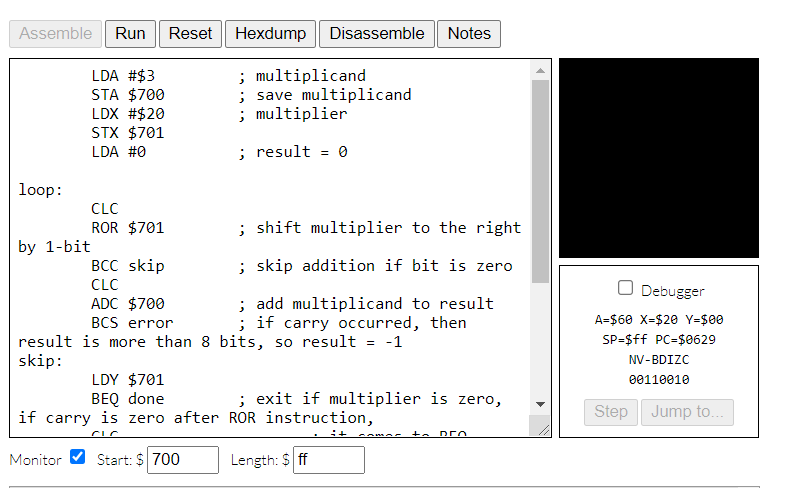 Assemble Run Reset Hexdump Disassemble Notes
LDA #$3 ; multiplicand
STA $700 ; save multiplicand
LDX #$20 ; multiplier
STX $701
LDA #0 ; result = 0
loop:
CLC
ROR $701 ; shift multiplier to the right
by 1-bit
BCC skip ; skip addition if bit is zero
CLC
ADC $700 ; add multiplicand to result
BCS error ; if carry occurred, then
result is more than 8 bits, so result = -1
skip:
LDY $701
BEQ done ; exit if multiplier is zero,
if carry is zero after ROR instruction,
CLC ; it comes to BEQ
Debugger
A=$60 X=$20 Y=$00
SP=$ff PC=$0629
NV-BDIZC
00110010
Step Jump to...
Monitor Start: $ 700 Length: $ ff